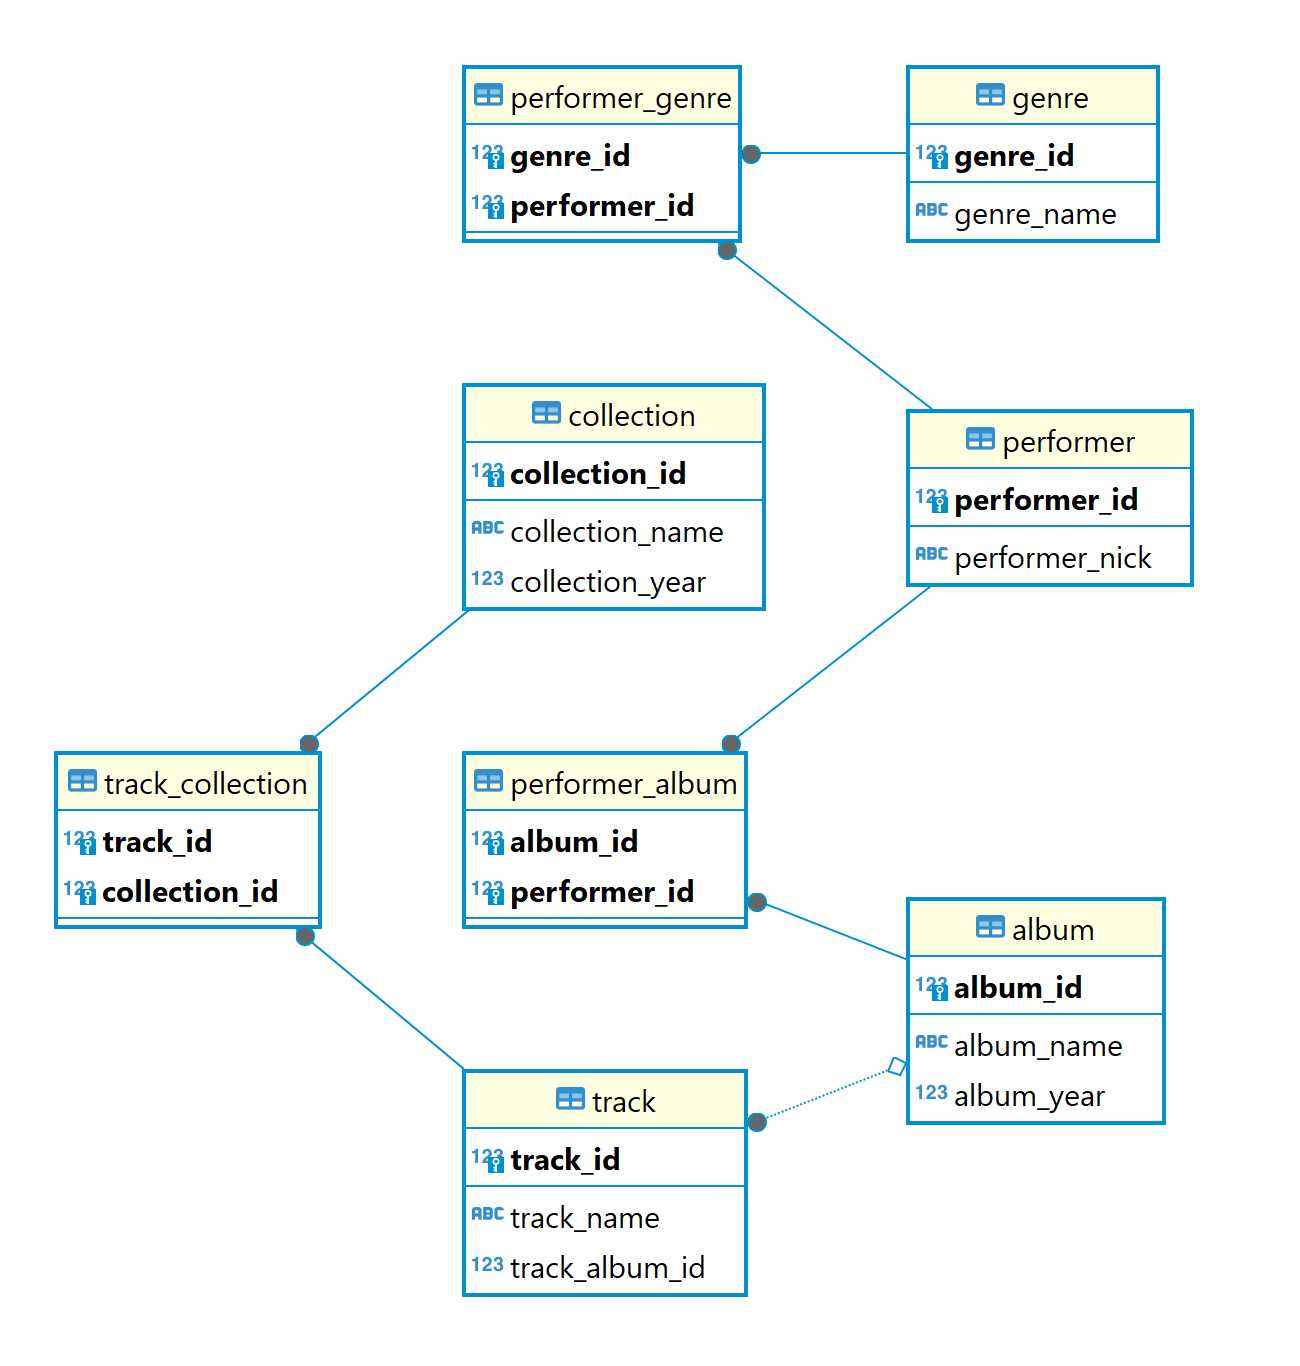 performer_genre
123 genre_id
123 performer_id
genre
123 genre_id
ABC genre_name
collection
123 collection_id
ABC collection_name
123 collection_year
performer
123 performer_id
ABC performer_nick
track_collection
123 track_id
123 collection_id
performer_album
123 album_id
123 performer_id
album
123 album_id
ABC album_name
123 album_year
track
123 track_id
ABC track_name
123 track_album_id